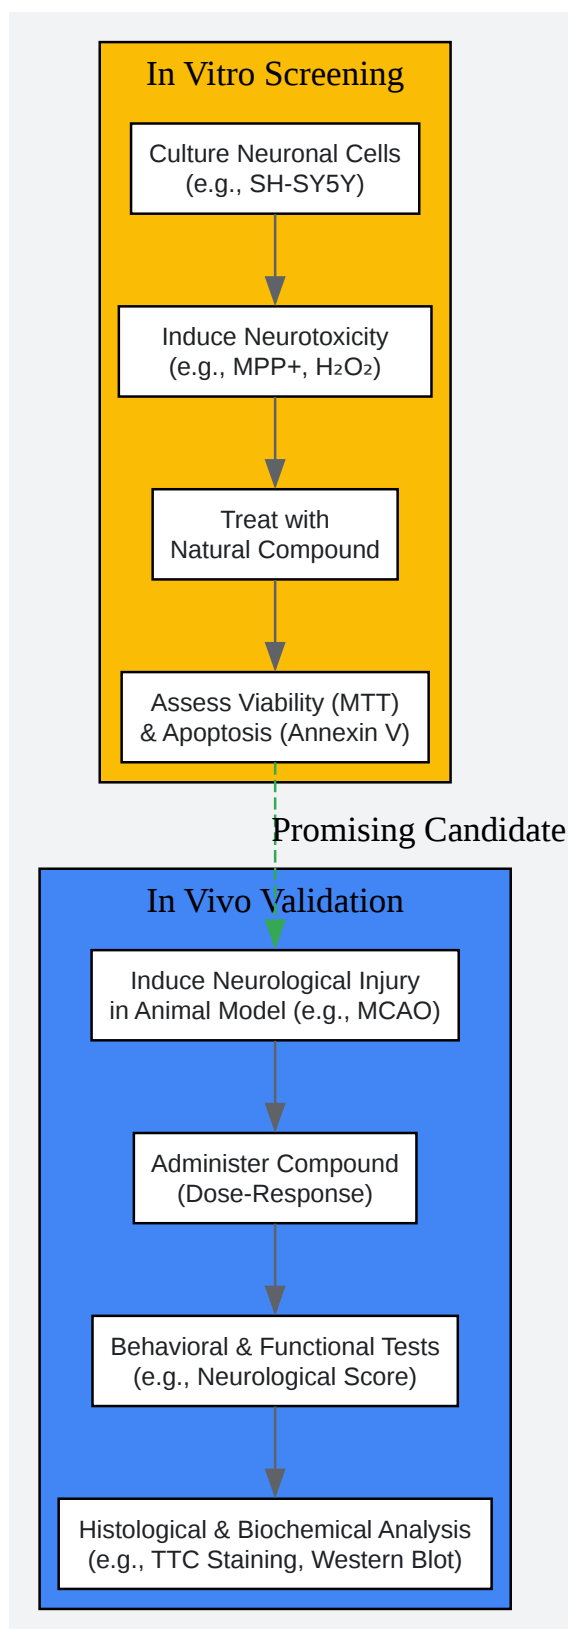 In Vitro Screening
Culture Neuronal Cells
(e.g., SH-SY5Y)
Induce Neurotoxicity
(e.g., MPP+, H₂O₂)
Treat with
Natural Compound
Assess Viability (MTT)
& Apoptosis (Annexin V)
Promising Candidate
In Vivo Validation
Induce Neurological Injury
in Animal Model (e.g., MCAO)
Administer Compound
(Dose-Response)
Behavioral & Functional Tests
(e.g., Neurological Score)
Histological & Biochemical Analysis
(e.g., TTC Staining, Western Blot)